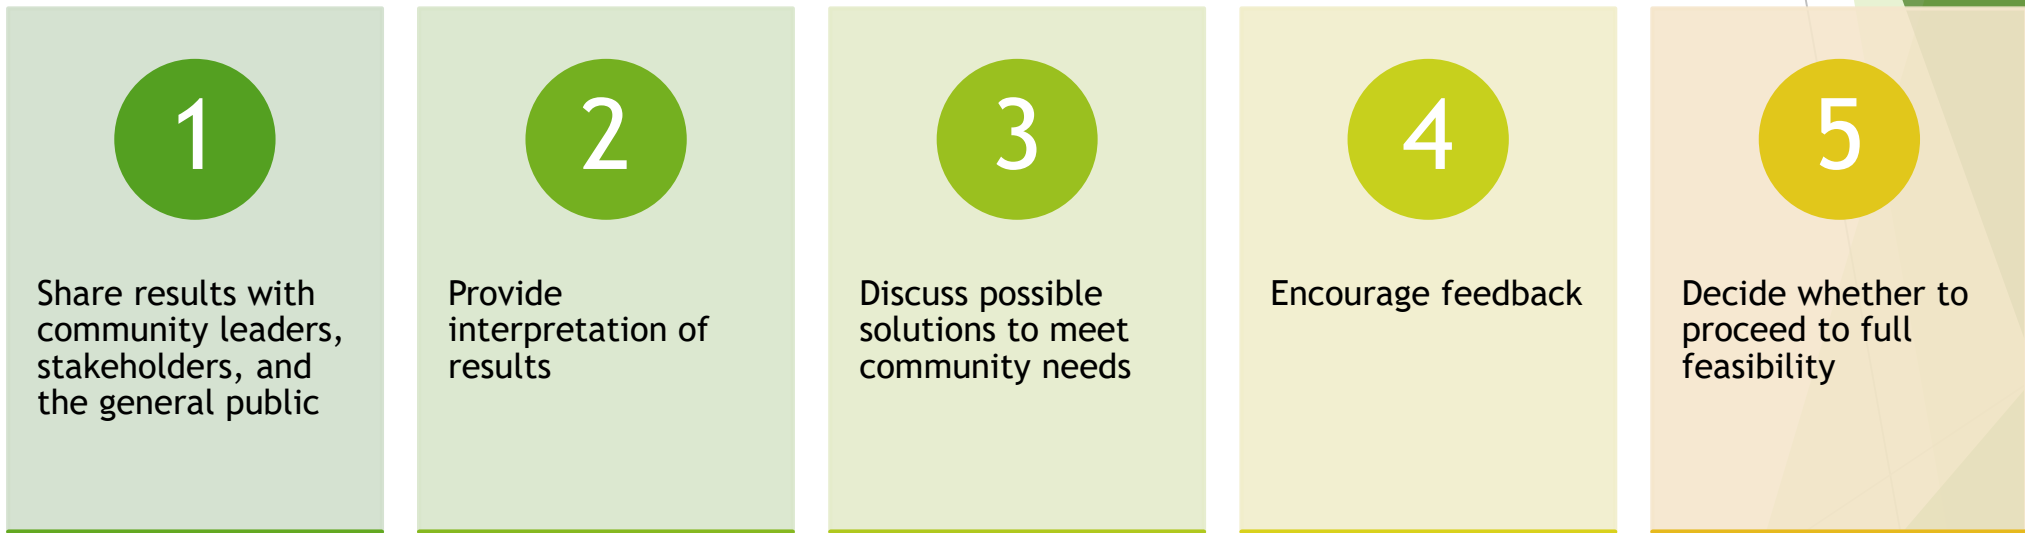 1
Share results with
community leaders,
stakeholders, and
the general public
2
Provide
interpretation of
results
3
Discuss possible
solutions to meet
community needs
4
Encourage feedback
5
Decide whether to
proceed to full
feasibility